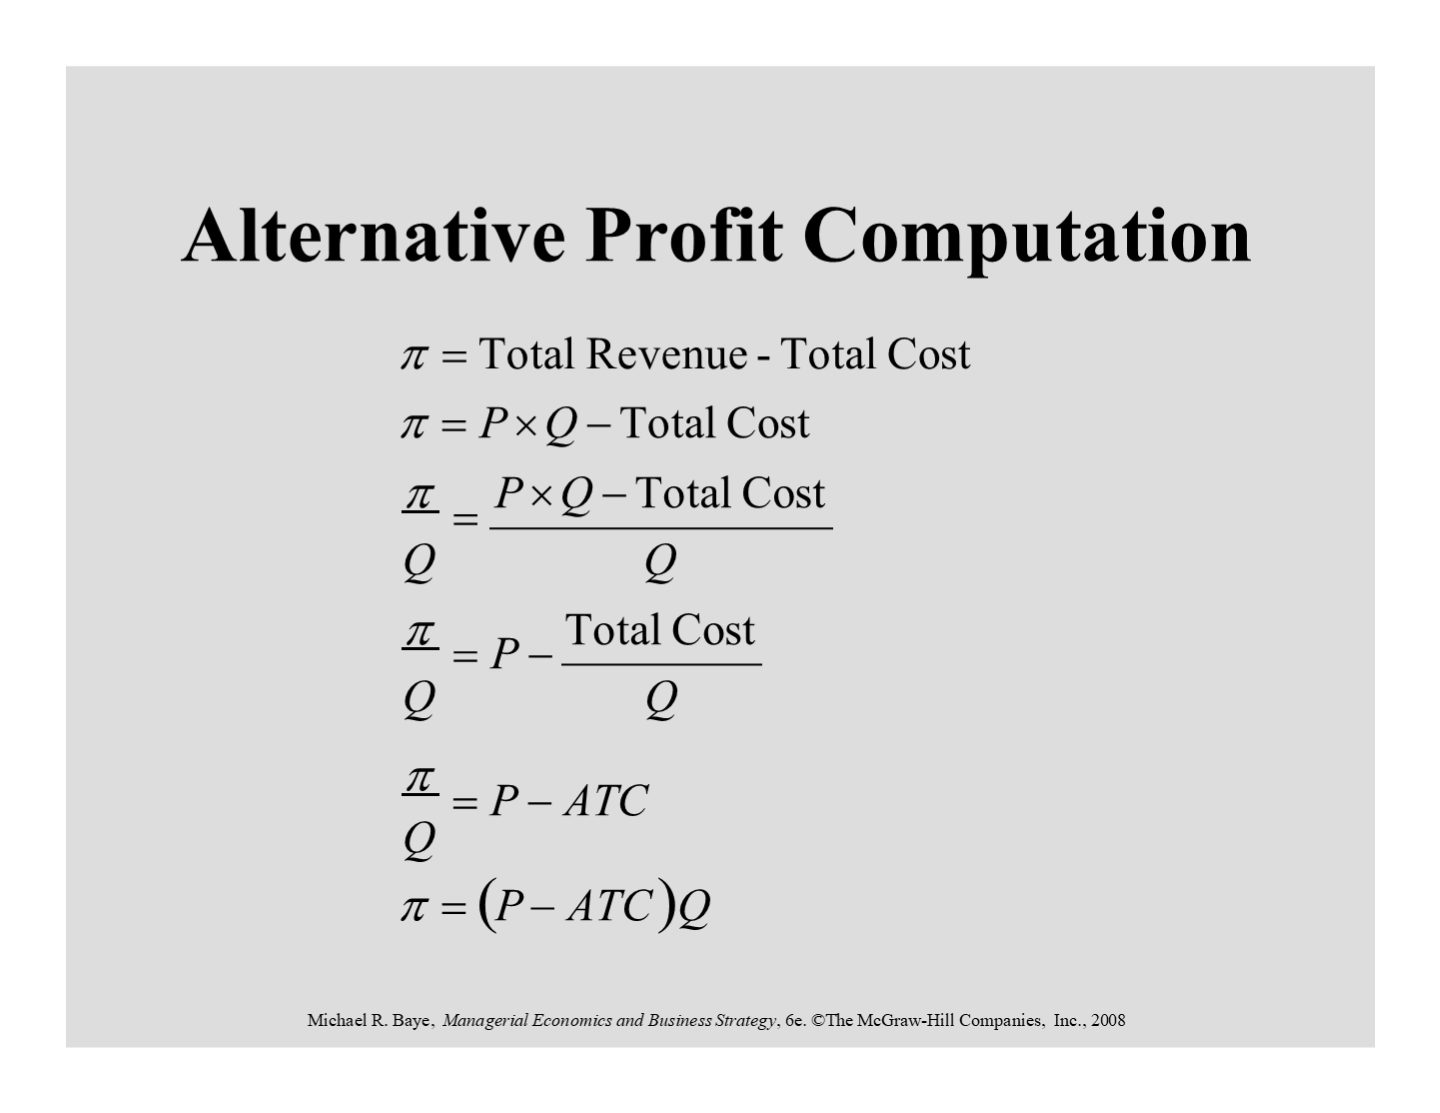 Alternative Profit Computation
π = Total Revenue - Total Cost
π = P × Q − Total Cost
π/Q = (P × Q − Total Cost)/Q
π/Q = P − Total Cost/Q
π/Q = P − ATC
π = (P − ATC)Q
Michael R. Baye, Managerial Economics and Business Strategy, 6e. ©The McGraw-Hill Companies, Inc., 2008